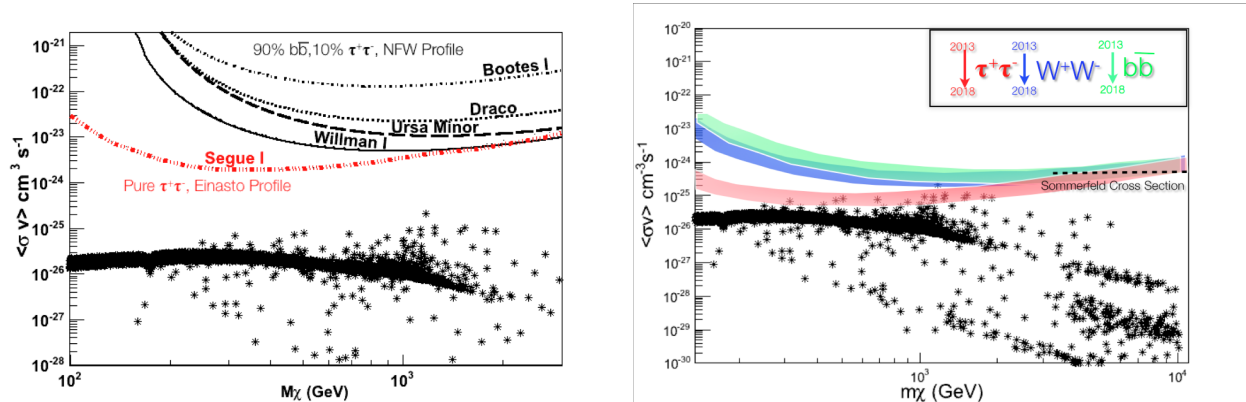 10⁻²¹
10⁻²²
10⁻²³
10⁻²⁴
10⁻²⁵
10⁻²⁶
10⁻²⁷
10⁻²⁸
<σ v> cm³ s⁻¹
90% bb̅,10% τ⁺τ⁻, NFW Profile
Bootes I
Draco
Ursa Minor
Willman I
Segue I
Pure τ⁺τ⁻, Einasto Profile
10² 10³
Mχ (GeV)
10⁻²⁰
10⁻²¹
10⁻²²
10⁻²³
10⁻²⁴
10⁻²⁵
10⁻²⁶
10⁻²⁷
10⁻²⁸
10⁻²⁹
10⁻³⁰
<σv> cm⁻³s⁻¹
2013 2013 2013
τ⁺τ⁻ W⁺W⁻ bb̅
2018 2018 2018
Sommerfeld Cross Section
10³ 10⁴
mχ (GeV)